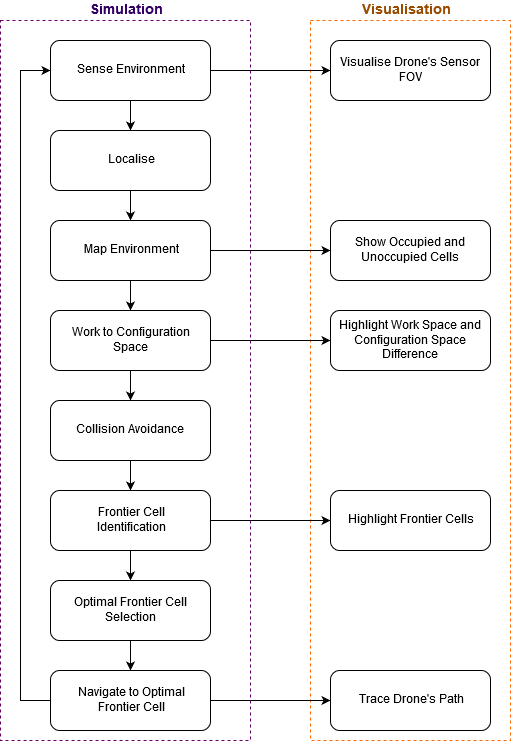 Simulation
Visualisation
Sense Environment
Visualise Drone's Sensor
FOV
Localise
Map Environment
Show Occupied and
Unoccupied Cells
Work to Configuration
Space
Highlight Work Space and
Configuration Space
Difference
Collision Avoidance
Frontier Cell
Identification
Highlight Frontier Cells
Optimal Frontier Cell
Selection
Navigate to Optimal
Frontier Cell
Trace Drone's Path